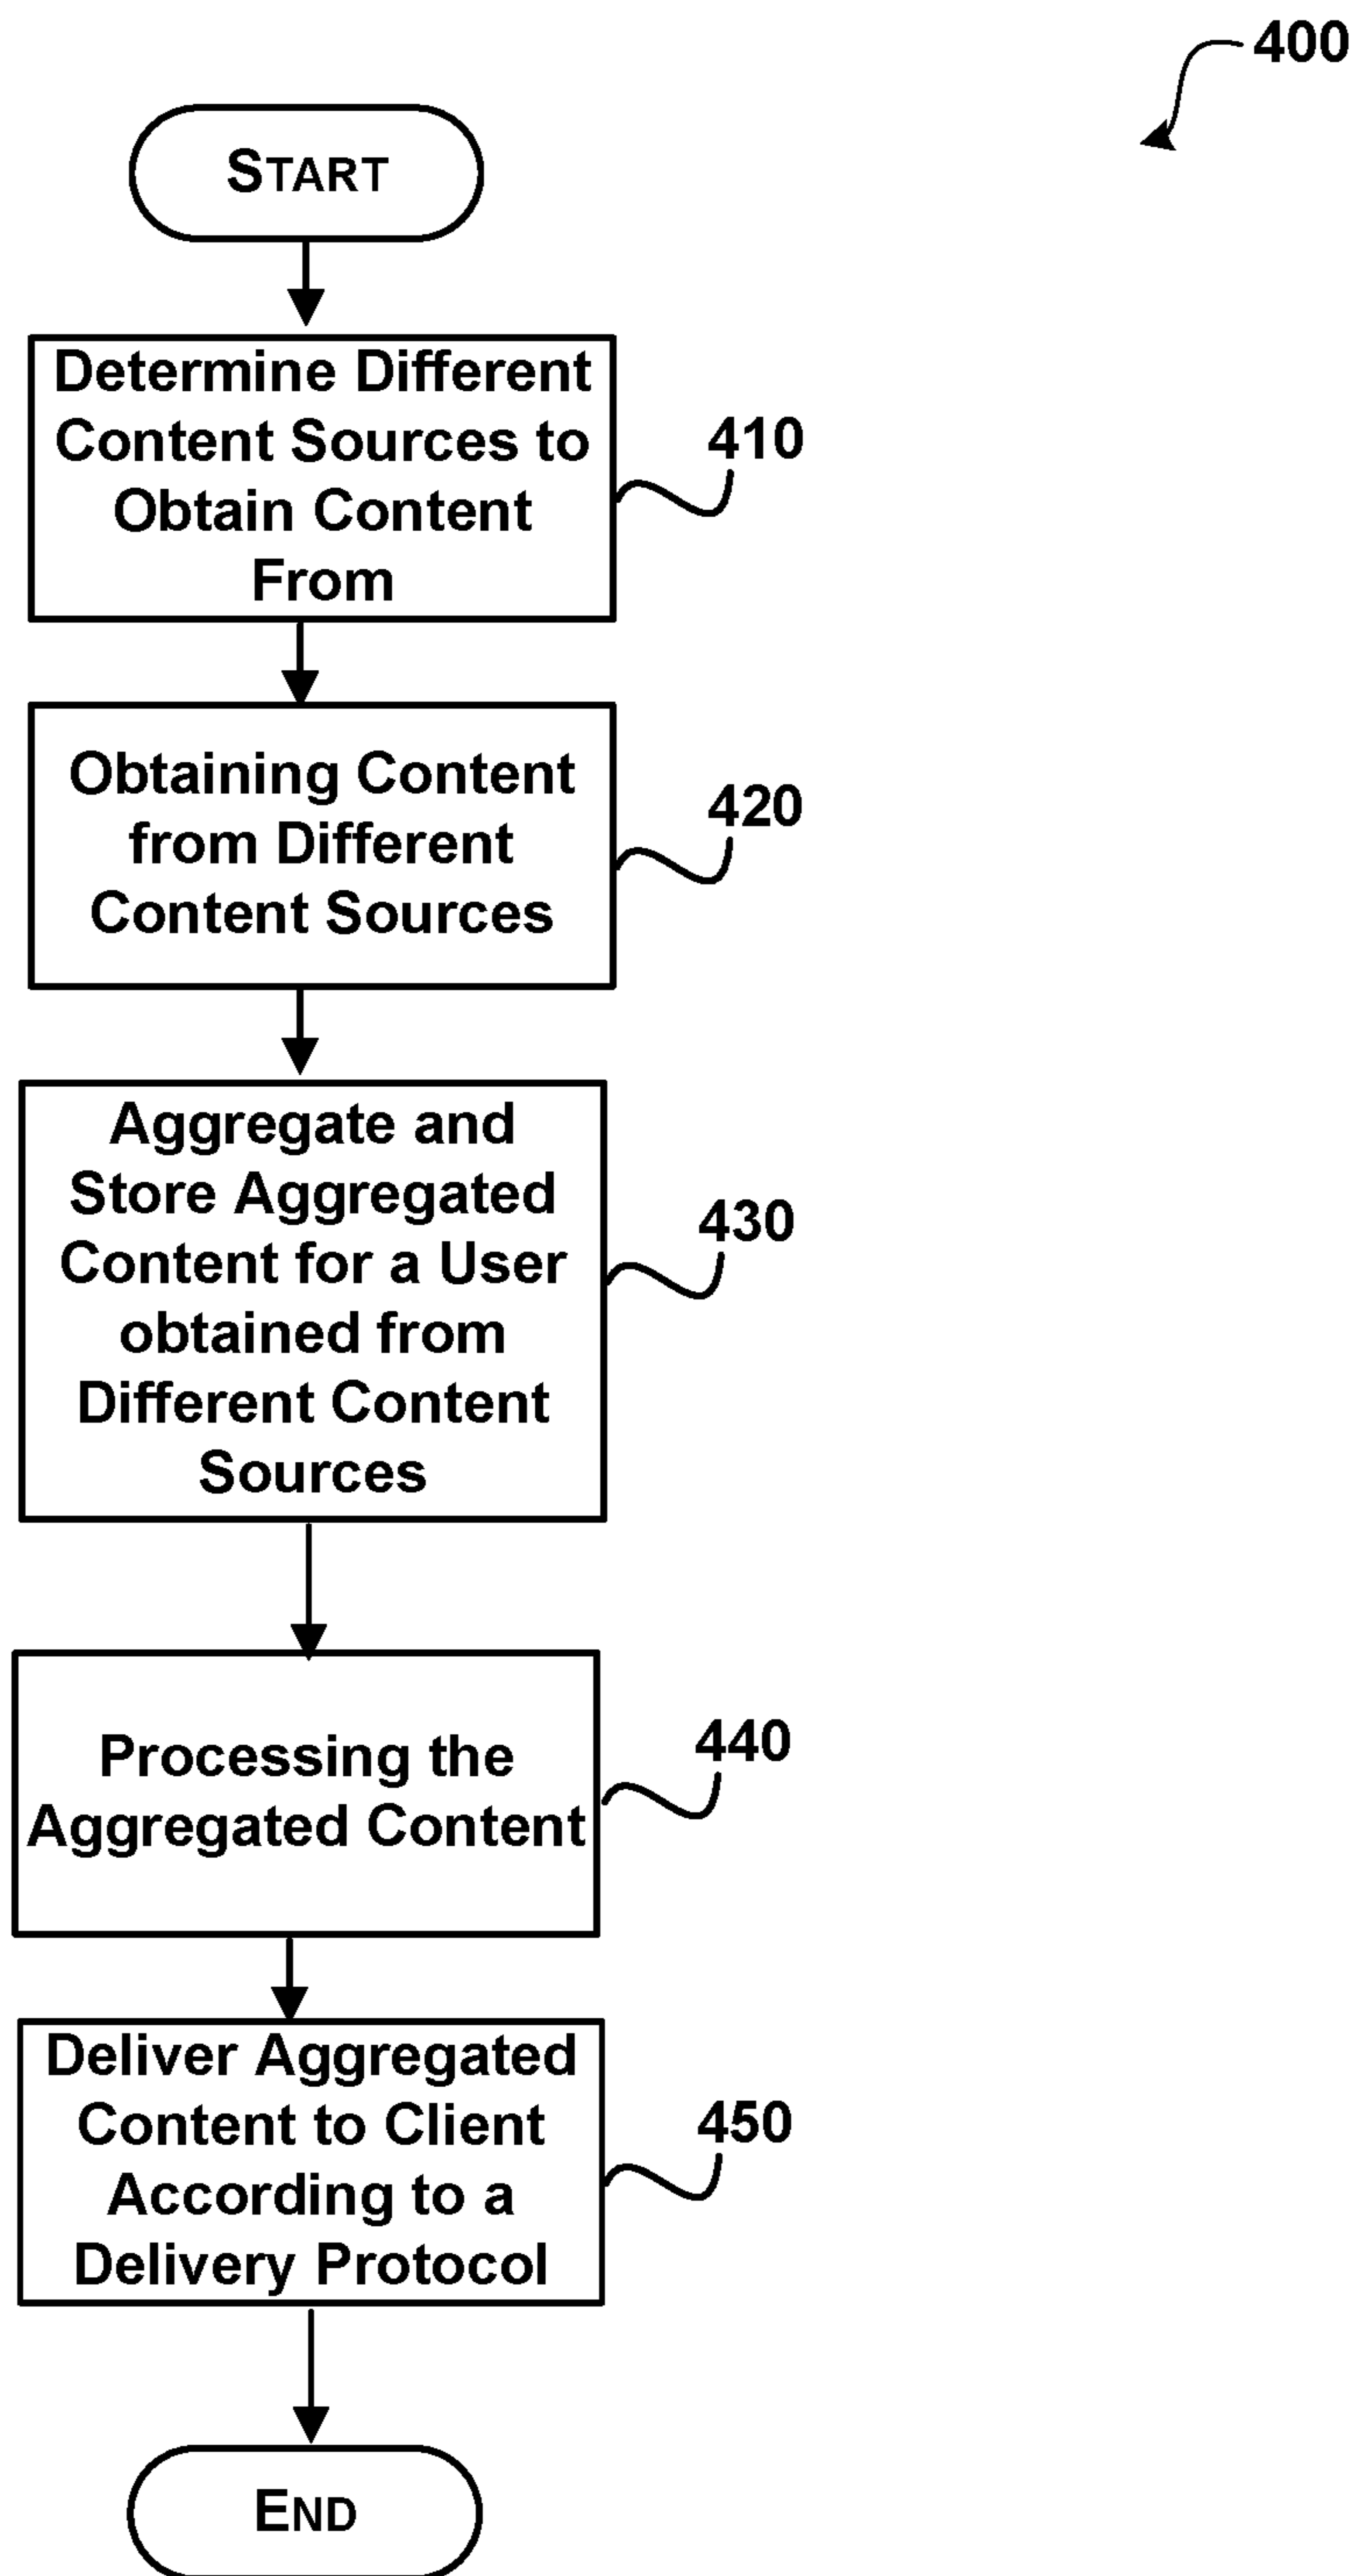 400
START
Determine Different
Content Sources to
Obtain Content
From
410
Obtaining Content
from Different
Content Sources
420
Aggregate and
Store Aggregated
Content for a User
obtained from
Different Content
Sources
430
Processing the
Aggregated Content
440
Deliver Aggregated
Content to Client
According to a
Delivery Protocol
450
END